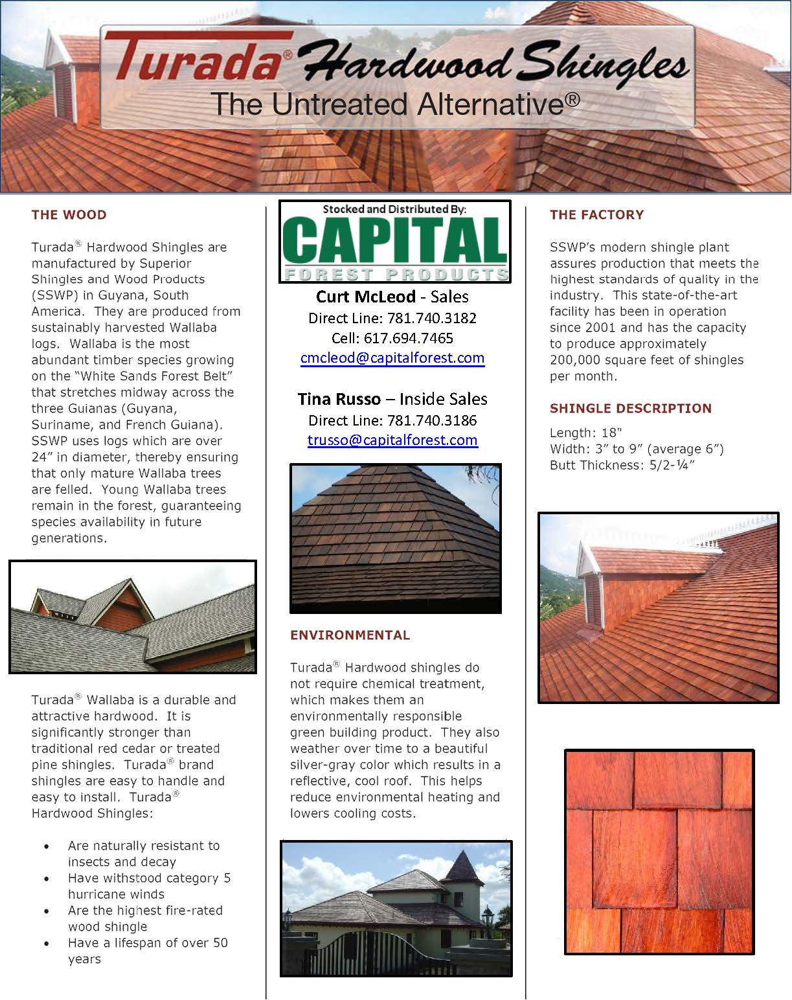 Turada® Hardwood Shingles
The Untreated Alternative®
THE WOOD
Turada® Hardwood Shingles are
manufactured by Superior
Shingles and Wood Products
(SSWP) in Guyana, South
America.  They are produced from
sustainably harvested Wallaba
logs.  Wallaba is the most
abundant timber species growing
on the “White Sands Forest Belt”
that stretches midway across the
three Guianas (Guyana,
Suriname, and French Guiana).
SSWP uses logs which are over
24” in diameter, thereby ensuring
that only mature Wallaba trees
are felled.  Young Wallaba trees
remain in the forest, guaranteeing
species availability in future
generations.
Turada® Wallaba is a durable and
attractive hardwood.  It is
significantly stronger than
traditional red cedar or treated
pine shingles.  Turada® brand
shingles are easy to handle and
easy to install.  Turada®
Hardwood Shingles:
• Are naturally resistant to
insects and decay
• Have withstood category 5
hurricane winds
• Are the highest fire-rated
wood shingle
• Have a lifespan of over 50
years
Stocked and Distributed By:
CAPITAL
FOREST PRODUCTS
Curt McLeod - Sales
Direct Line: 781.740.3182
Cell: 617.694.7465
cmcleod@capitalforest.com
Tina Russo – Inside Sales
Direct Line: 781.740.3186
trusso@capitalforest.com
ENVIRONMENTAL
Turada® Hardwood shingles do
not require chemical treatment,
which makes them an
environmentally responsible
green building product.  They also
weather over time to a beautiful
silver-gray color which results in a
reflective, cool roof.  This helps
reduce environmental heating and
lowers cooling costs.
THE FACTORY
SSWP’s modern shingle plant
assures production that meets the
highest standards of quality in the
industry.  This state-of-the-art
facility has been in operation
since 2001 and has the capacity
to produce approximately
200,000 square feet of shingles
per month.
SHINGLE DESCRIPTION
Length: 18"
Width: 3” to 9” (average 6”)
Butt Thickness: 5/2-¼”